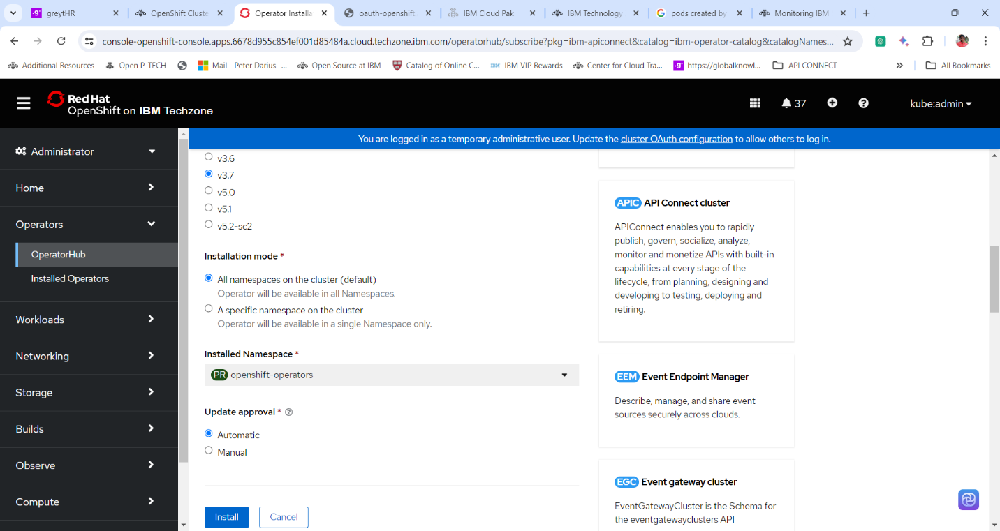 greytHR
OpenShift Cluste
Operator Installa
oauth-openshift.
IBM Cloud Pak
IBM Technology
pods created by
Monitoring IBM
console-openshift-console.apps.6678d955c854ef001d85484a.cloud.techzone.ibm.com/operatorhub/subscribe?pkg=ibm-apiconnect&catalog=ibm-operator-catalog&catalogNames...
Additional Resources
Open P-TECH
Mail - Peter Darius -...
Open Source at IBM
Catalog of Online C...
IBM VIP Rewards
Center for Cloud Tra...
https://globalknowl...
API CONNECT
All Bookmarks
Red Hat
OpenShift on IBM Techzone
37
kube:admin
You are logged in as a temporary administrative user. Update the cluster OAuth configuration to allow others to log in.
Administrator
Home
Operators
OperatorHub
Installed Operators
Workloads
Networking
Storage
Builds
Observe
Compute
v3.6
v3.7
v5.0
v5.1
v5.2-sc2
Installation mode *
All namespaces on the cluster (default)
Operator will be available in all Namespaces.
A specific namespace on the cluster
Operator will be available in a single Namespace only.
Installed Namespace *
PR openshift-operators
Update approval *
Automatic
Manual
Install
Cancel
APIC API Connect cluster
APIConnect enables you to rapidly
publish, govern, socialize, analyze,
monitor and monetize APIs with built-in
capabilities at every stage of the
lifecycle, from planning, designing and
developing to testing, deploying and
retiring.
EEM Event Endpoint Manager
Describe, manage, and share event
sources securely across clouds.
EGC Event gateway cluster
EventGatewayCluster is the Schema for
the eventgatewayclusters API